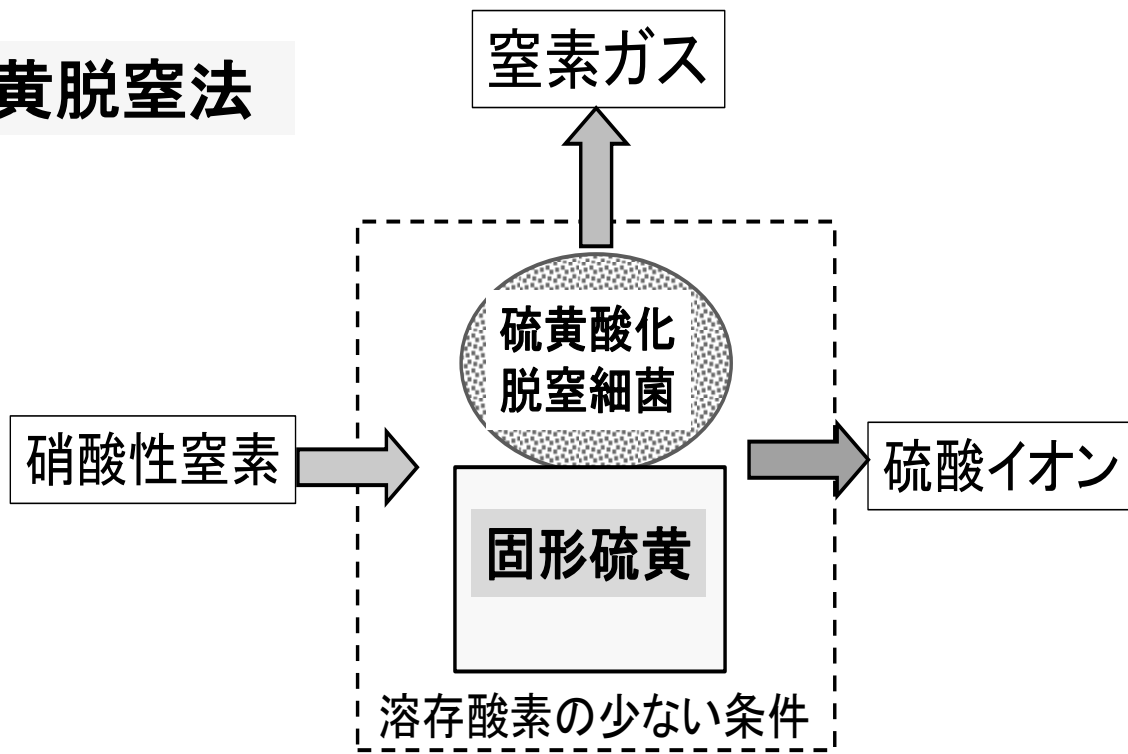 黄脱窒法
窒素ガス
硫黄酸化
脱窒細菌
硝酸性窒素
硫酸イオン
固形硫黄
溶存酸素の少ない条件